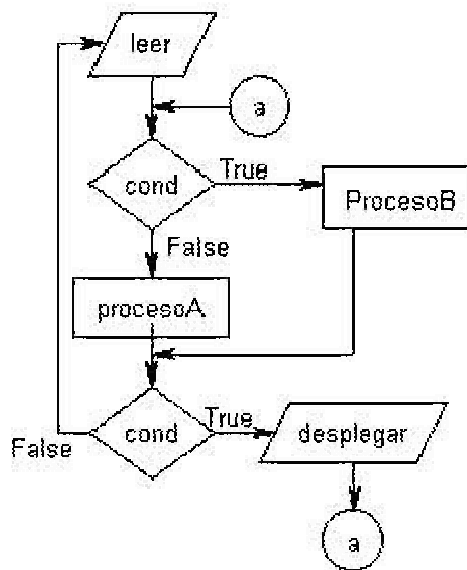 leer
a
cond
True
ProcesoB
False
procesoA
cond
True
desplegar
False
a